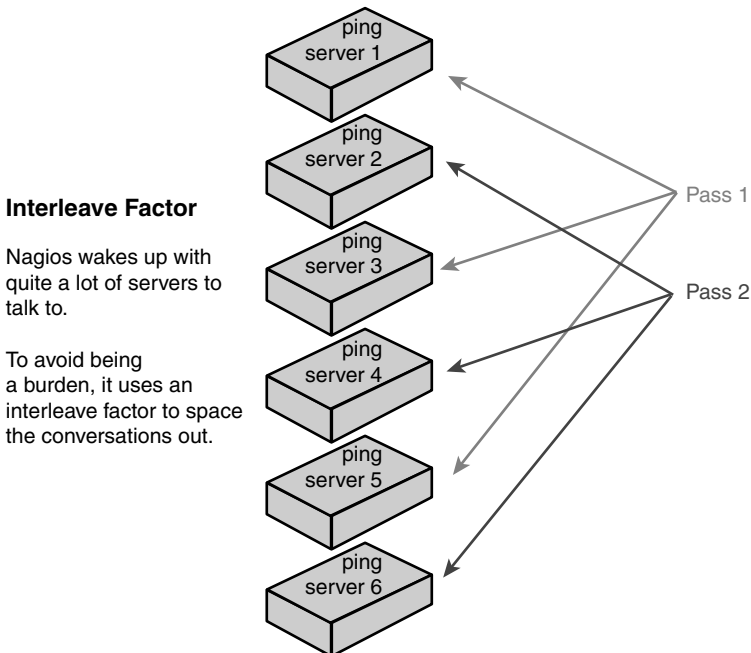 ping
server 1
ping
server 2
Interleave Factor
Pass 1
Nagios wakes up with
quite a lot of servers to
talk to.
ping
server 3
Pass 2
To avoid being
a burden, it uses an
interleave factor to space
the conversations out.
ping
server 4
ping
server 5
ping
server 6